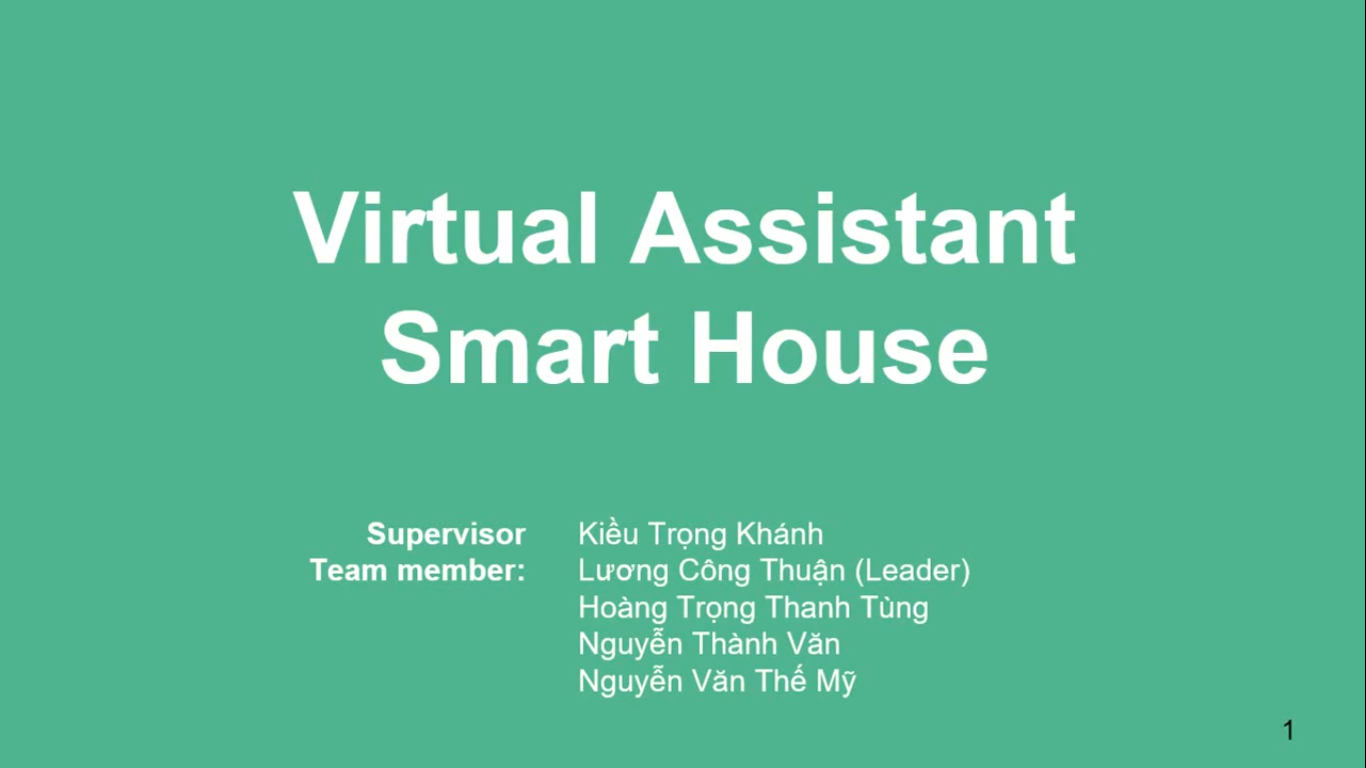 Virtual Assistant
Smart House
Supervisor Kiều Trọng Khánh
Team member: Lương Công Thuận (Leader)
Hoàng Trọng Thanh Tùng
Nguyễn Thành Văn
Nguyễn Văn Thế Mỹ
1